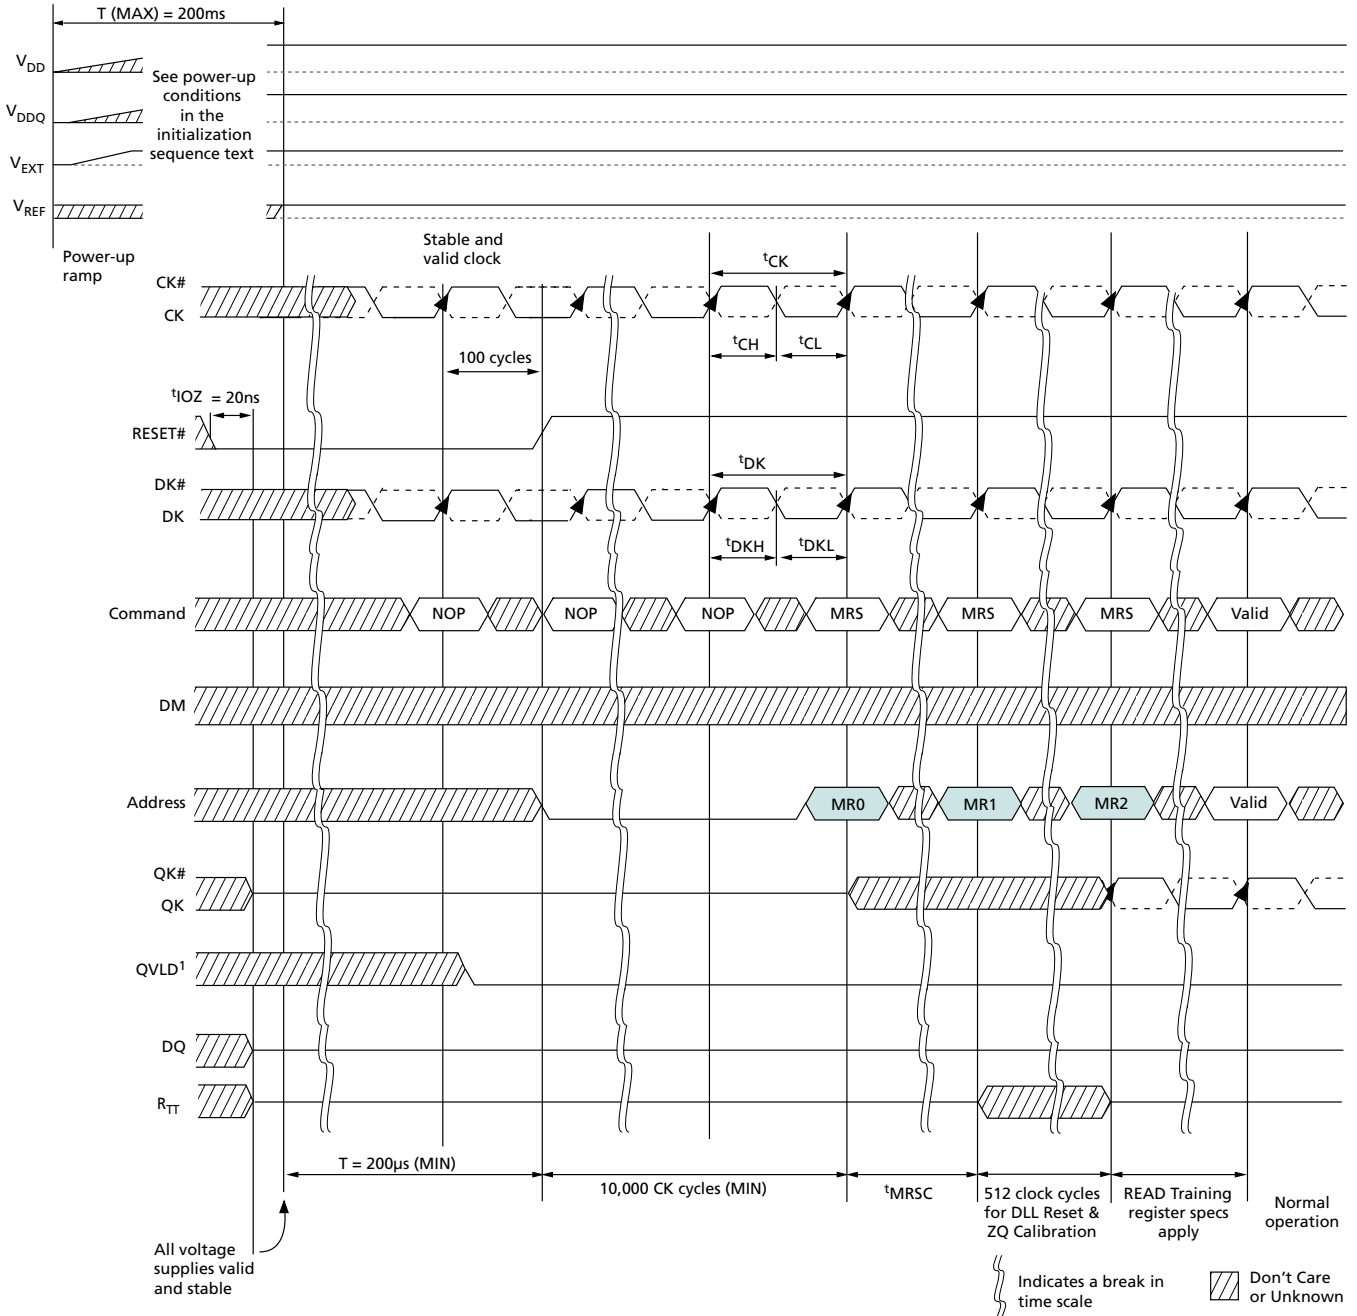 T (MAX) = 200ms
VDD
See power-up
conditions
in the
initialization
sequence text
VDDQ
VEXT
VREF
Power-up
ramp
Stable and
valid clock
tCK
CK#
CK
tCH
tCL
100 cycles
tIOZ = 20ns
RESET#
tDK
DK#
DK
tDKH
tDKL
Command
NOP
NOP
NOP
MRS
MRS
MRS
Valid
DM
Address
MR0
MR1
MR2
Valid
QK#
QK
QVLD1
DQ
RTT
T = 200µs (MIN)
10,000 CK cycles (MIN)
tMRSC
512 clock cycles
for DLL Reset &
ZQ Calibration
READ Training
register specs
apply
Normal
operation
All voltage
supplies valid
and stable
Indicates a break in
time scale
Don't Care
or Unknown